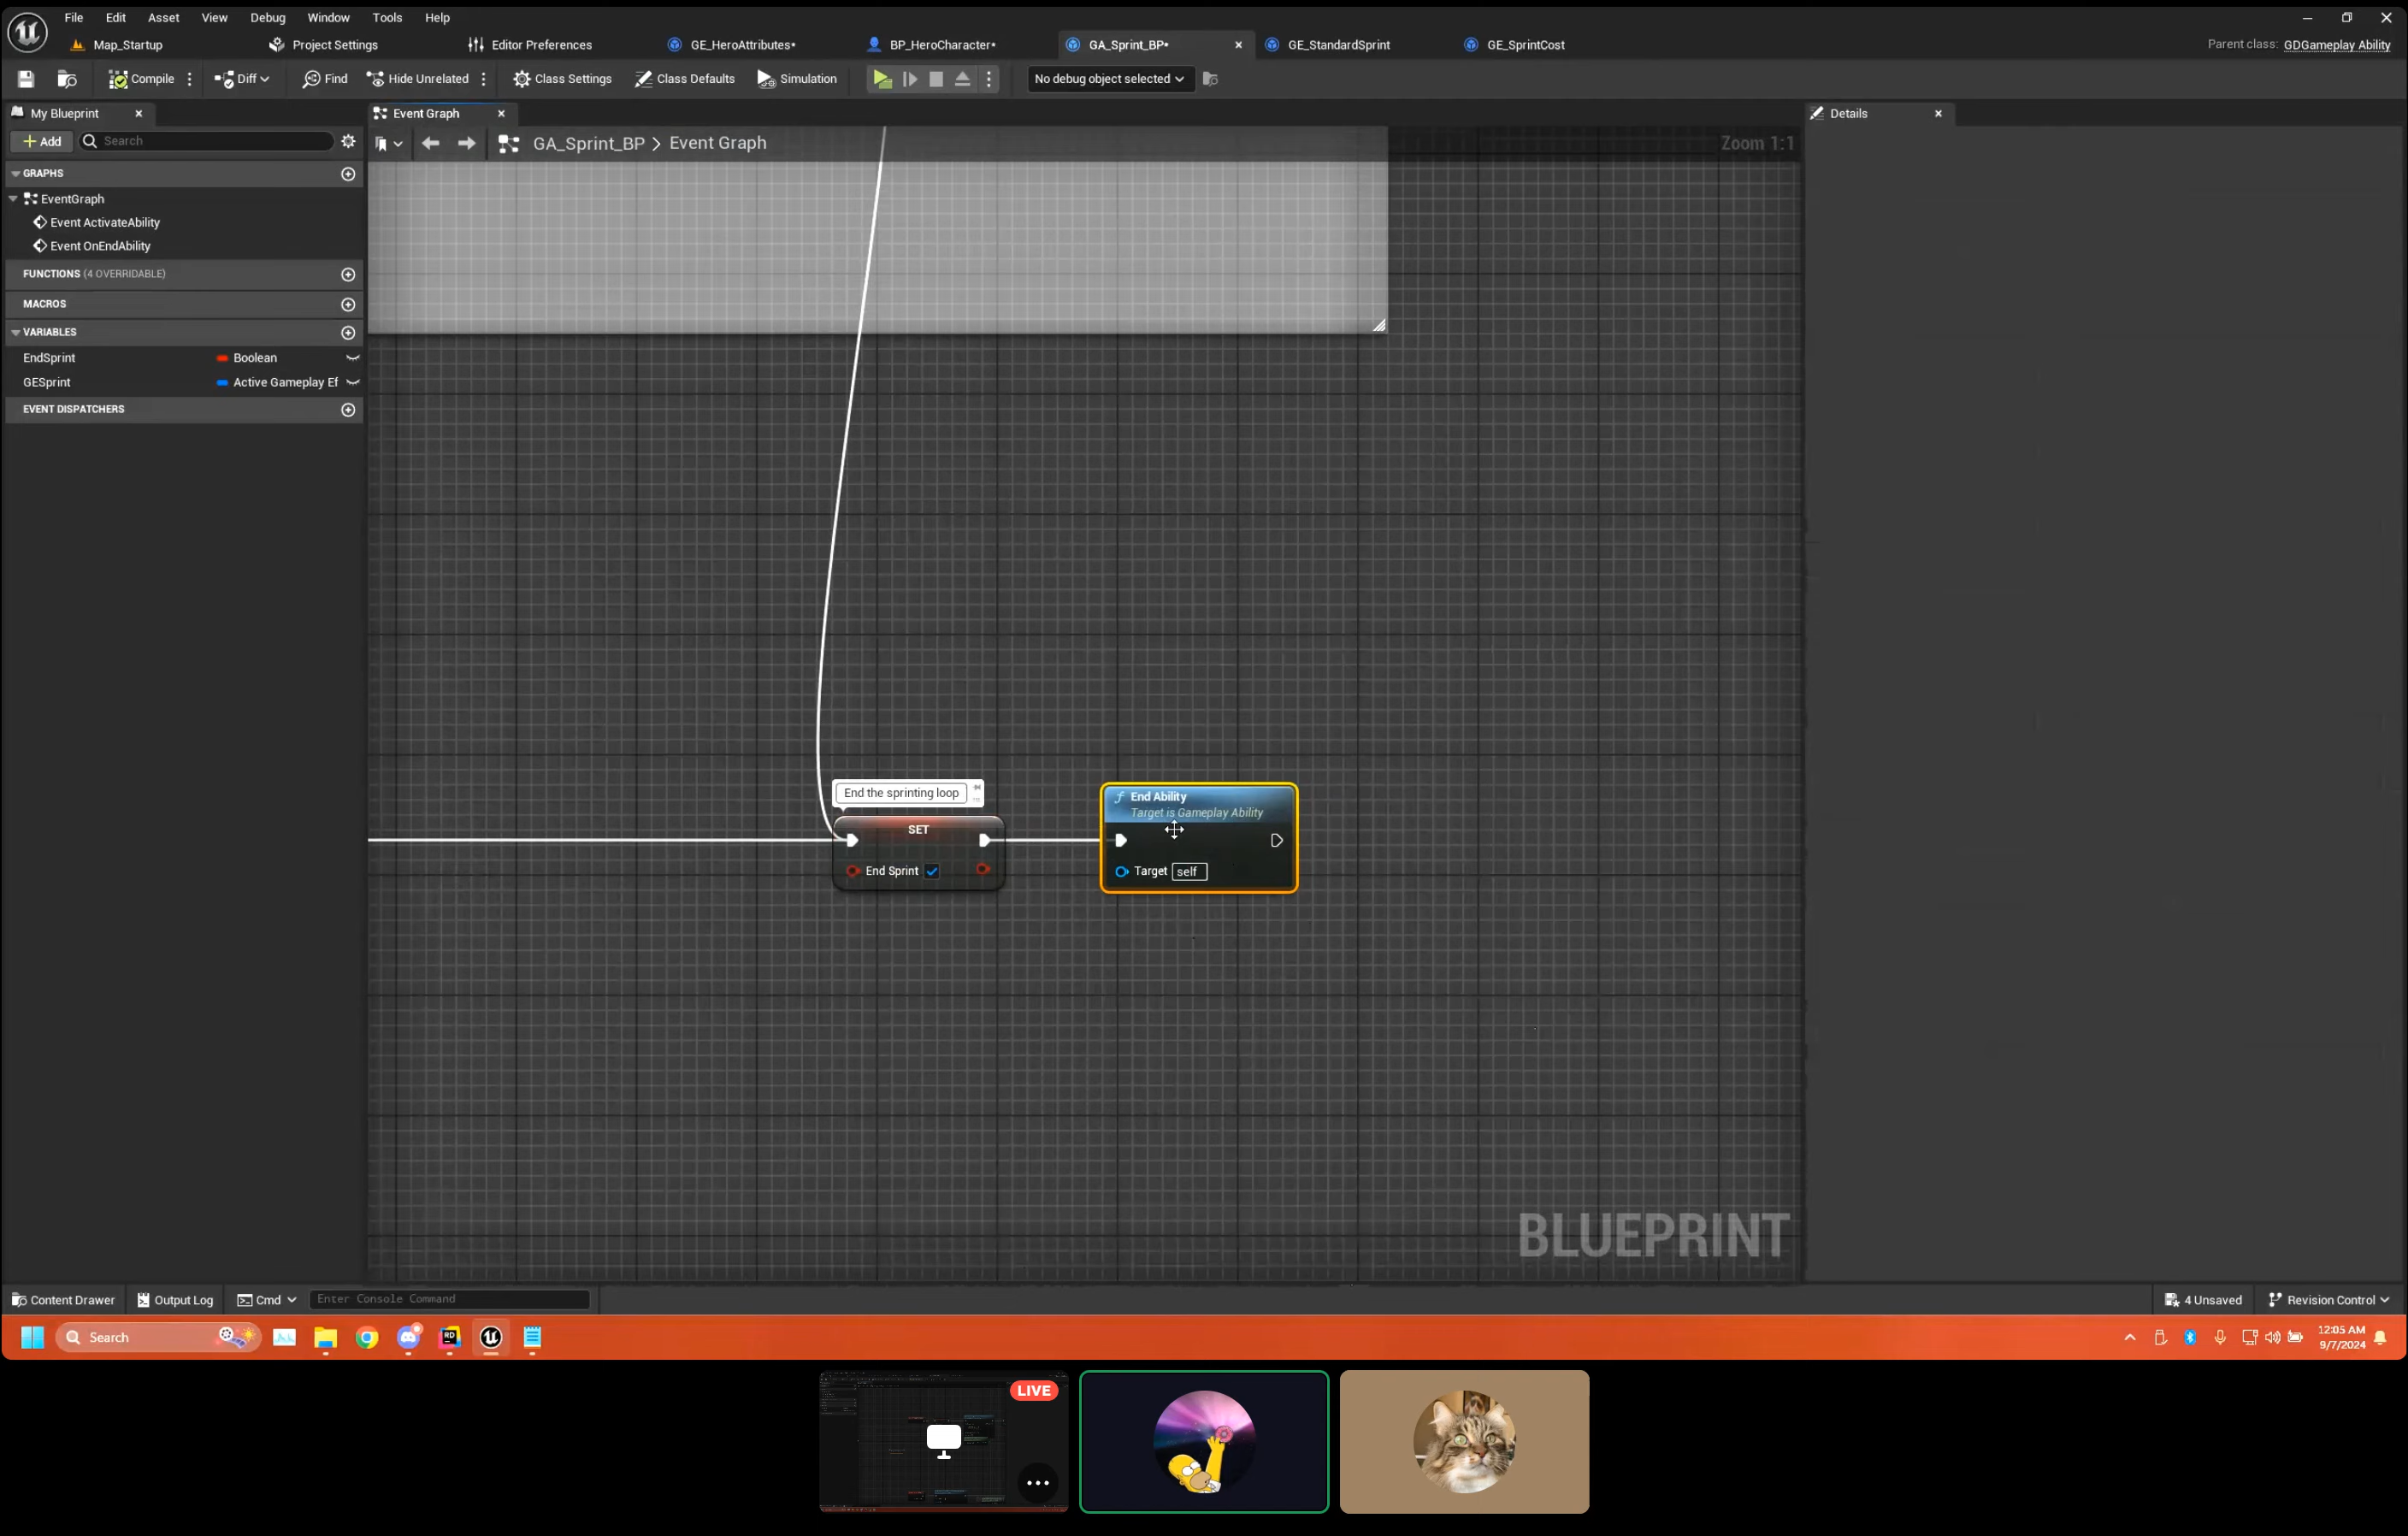 File Edit Asset View Debug Window Tools Help
Map_Startup Project Settings Editor Preferences GE_HeroAttributes* BP_HeroCharacter* GA_Sprint_BP* GE_StandardSprint GE_SprintCost Parent class: GDGameplay Ability
Compile Diff Find Hide Unrelated Class Settings Class Defaults Simulation No debug object selected
My Blueprint Event Graph Details
Add Search GA_Sprint_BP > Event Graph Zoom 1:1
GRAPHS
EventGraph
Event ActivateAbility
Event OnEndAbility
FUNCTIONS (4 OVERRIDABLE)
MACROS
VARIABLES
EndSprint Boolean
GESprint Active Gameplay Ef
EVENT DISPATCHERS
End the sprinting loop
SET
End Sprint
End Ability
Target is Gameplay Ability
Target self
BLUEPRINT
Content Drawer Output Log Cmd Enter Console Command 4 Unsaved Revision Control
Search RD 12:05 AM
9/7/2024
LIVE